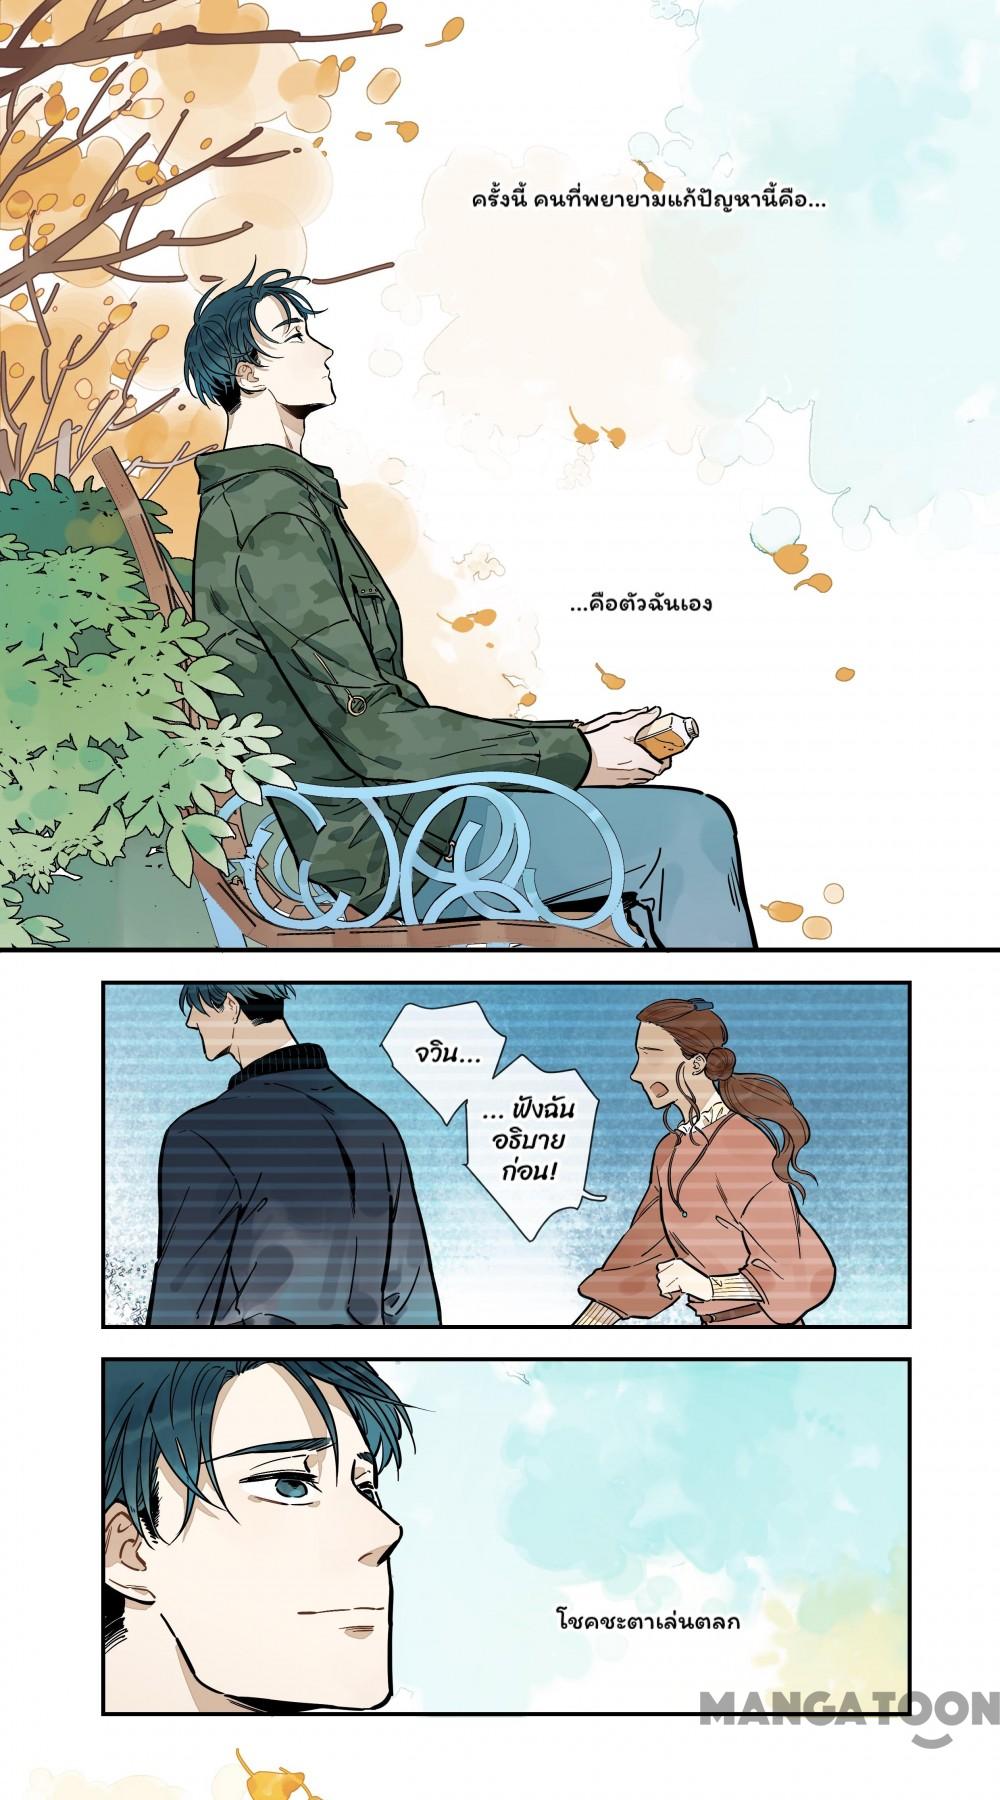 ครั้งนี้ คนที่พยายามแก้ปัญหานี้คือ...
...คือตัวฉันเอง
จวิน...
... ฟังฉัน
อธิบาย
ก่อน!
โชคชะตาเล่นตลก
MANGATOON